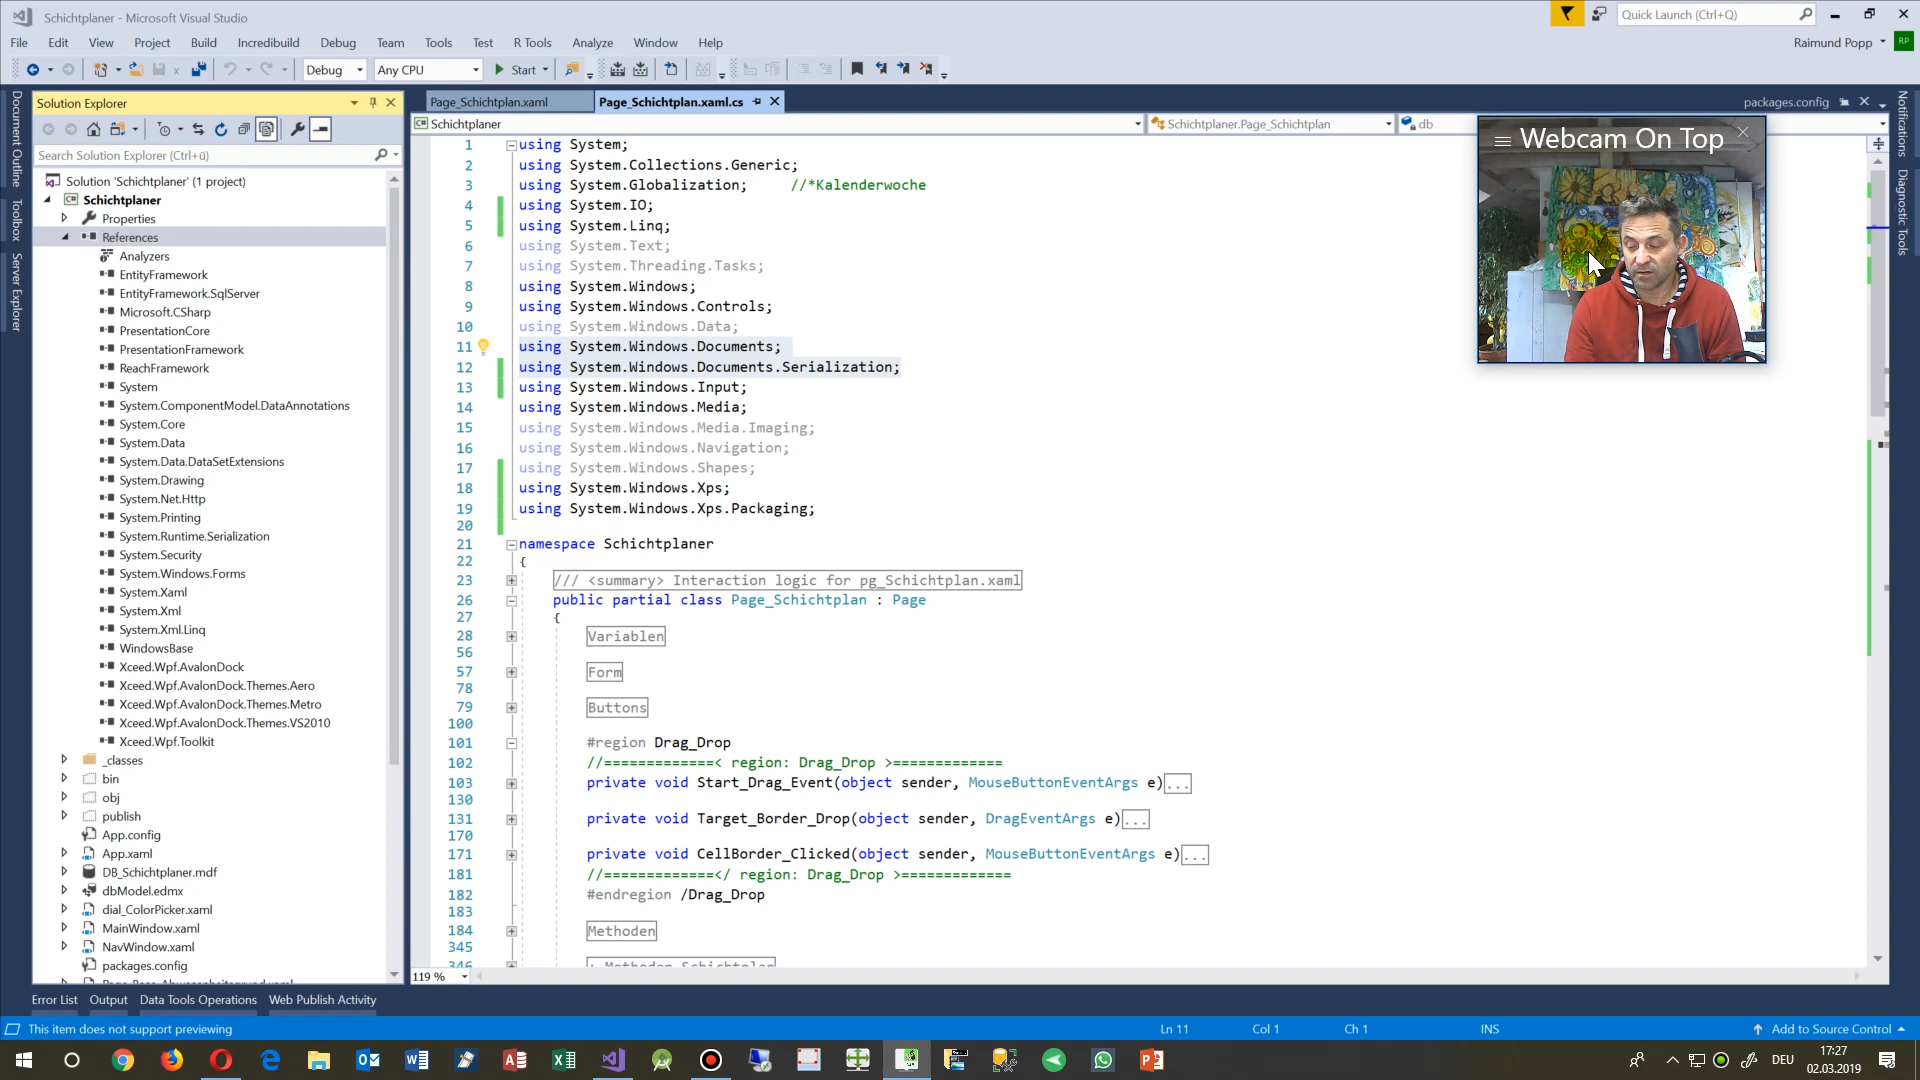 Schichtplaner - Microsoft Visual Studio
Quick Launch (Ctrl+Q)
File Edit View Project Build Incredibuild Debug Team Tools Test R Tools Analyze Window Help
Raimund Popp RP
Debug Any CPU Start
Document Outline
Toolbox
Server Explorer
Solution Explorer
Search Solution Explorer (Ctrl+ü)
Solution 'Schichtplaner' (1 project)
Schichtplaner
Properties
References
Analyzers
EntityFramework
EntityFramework.SqlServer
Microsoft.CSharp
PresentationCore
PresentationFramework
ReachFramework
System
System.ComponentModel.DataAnnotations
System.Core
System.Data
System.Data.DataSetExtensions
System.Drawing
System.Net.Http
System.Printing
System.Runtime.Serialization
System.Security
System.Windows.Forms
System.Xaml
System.Xml
System.Xml.Linq
WindowsBase
Xceed.Wpf.AvalonDock
Xceed.Wpf.AvalonDock.Themes.Aero
Xceed.Wpf.AvalonDock.Themes.Metro
Xceed.Wpf.AvalonDock.Themes.VS2010
Xceed.Wpf.Toolkit
_classes
bin
obj
publish
App.config
App.xaml
DB_Schichtplaner.mdf
dbModel.edmx
dial_ColorPicker.xaml
MainWindow.xaml
NavWindow.xaml
packages.config
Page_Schichtplan.xaml Page_Schichtplan.xaml.cs packages.config
Schichtplaner Schichtplaner.Page_Schichtplan db
1 using System;
2 using System.Collections.Generic;
3 using System.Globalization; //*Kalenderwoche
4 using System.IO;
5 using System.Linq;
6 using System.Text;
7 using System.Threading.Tasks;
8 using System.Windows;
9 using System.Windows.Controls;
10 using System.Windows.Data;
11 using System.Windows.Documents;
12 using System.Windows.Documents.Serialization;
13 using System.Windows.Input;
14 using System.Windows.Media;
15 using System.Windows.Media.Imaging;
16 using System.Windows.Navigation;
17 using System.Windows.Shapes;
18 using System.Windows.Xps;
19 using System.Windows.Xps.Packaging;
20
21 namespace Schichtplaner
22 {
23 /// <summary> Interaction logic for pg_Schichtplan.xaml
26 public partial class Page_Schichtplan : Page
27 {
28 Variablen
56
57 Form
78
79 Buttons
100
101 #region Drag_Drop
102 //=============< region: Drag_Drop >=============
103 private void Start_Drag_Event(object sender, MouseButtonEventArgs e)...
130
131 private void Target_Border_Drop(object sender, DragEventArgs e)...
170
171 private void CellBorder_Clicked(object sender, MouseButtonEventArgs e)...
181 //=============</ region: Drag_Drop >=============
182 #endregion /Drag_Drop
183
184 Methoden
345
119 %
Webcam On Top
Notifications
Diagnostic Tools
Error List Output Data Tools Operations Web Publish Activity
This item does not support previewing Ln 11 Col 1 Ch 1 INS Add to Source Control
DEU
17:27
02.03.2019